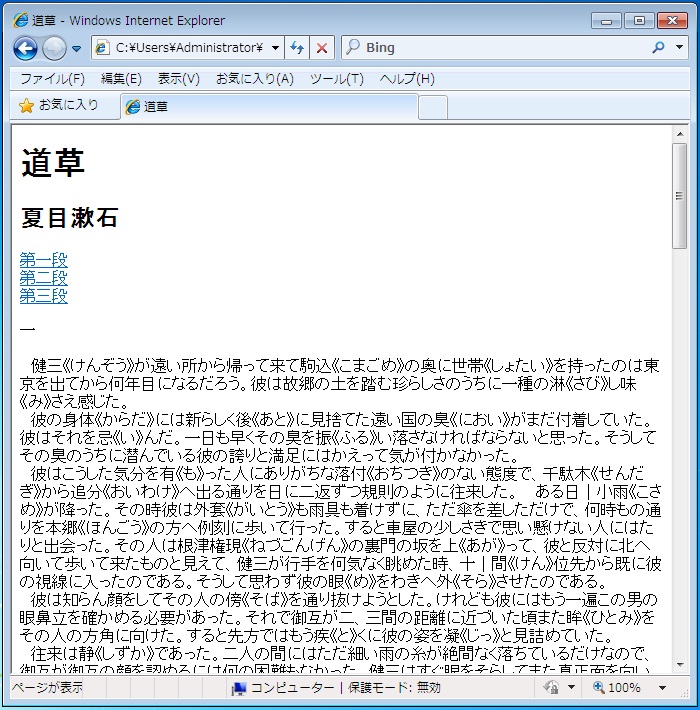 道草 - Windows Internet Explorer
C:¥Users¥Administrator¥
Bing
ファイル(F) 編集(E) 表示(V) お気に入り(A) ツール(T) ヘルプ(H)
お気に入り 道草
道草
夏目漱石
第一段
第二段
第三段
一
健三《けんぞう》が遠い所から帰って来て駒込《こまごめ》の奥に世帯《しょたい》を持ったのは東
京を出てから何年目になるだろう。彼は故郷の土を踏む珍らしさのうちに一種の淋《さび》し味
《み》さえ感じた。
彼の身体《からだ》には新らしく後《あと》に見捨てた遠い国の臭《におい》がまだ付着していた。
彼はそれを忌《い》んだ。一日も早くその臭を振《ふる》い落さなければならないと思った。そうして
その臭のうちに潜んでいる彼の誇りと満足にはかえって気が付かなかった。
彼はこうした気分を有《も》った人にありがちな落付《おちつき》のない態度で、千駄木《せんだ
ぎ》から追分《おいわけ》へ出る通りを日に二返ずつ規則のように往来した。 ある日｜小雨《こさ
め》が降った。その時彼は外套《がいとう》も雨具も着けずに、ただ傘を差しただけで、何時もの通
りを本郷《ほんごう》の方へ例刻に歩いて行った。すると車屋の少しさきで思い懸けない人にはた
りと出会った。その人は根津権現《ねづごんげん》の裏門の坂を上《あが》って、彼と反対に北へ
向いて歩いて来たものと見えて、健三が行手を何気なく眺めた時、十｜間《けん》位先から既に彼
の視線に入ったのである。そうして思わず彼の眼《め》をわきへ外《そら》させたのである。
彼は知らん顔をしてその人の傍《そば》を通り抜けようとした。けれども彼にはもう一遍この男の
眼鼻立を確かめる必要があった。それで御互が二、三間の距離に近づいた頃また眸《ひとみ》を
その人の方角に向けた。すると先方ではもう疾《と》くに彼の姿を凝《じっ》と見詰めていた。
往来は静《しずか》であった。二人の間にはただ細い雨の糸が絶間なく落ちているだけなので、
御互が御互の顔を認めるには何の困難もなかった。健三はすぐ眼をそらしてまた真正面を向い
ページが表示 コンピューター | 保護モード: 無効 100%